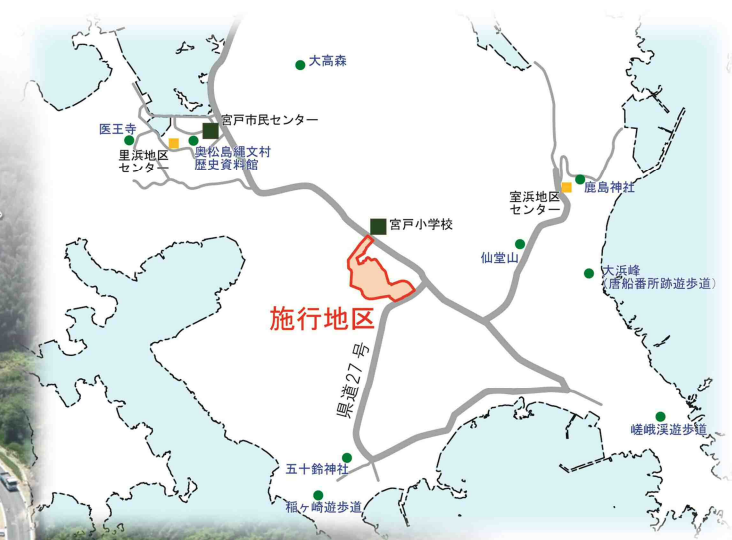 大高森
宮戸市民センター
医王寺
里浜地区
センター
奥松島縄文村
歴史資料館
鹿島神社
室浜地区
センター
宮戸小学校
仙堂山
大浜峰
（唐船番所跡遊歩道）
施行地区
県道27号
嵯峨渓遊歩道
五十鈴神社
稲ヶ崎遊歩道